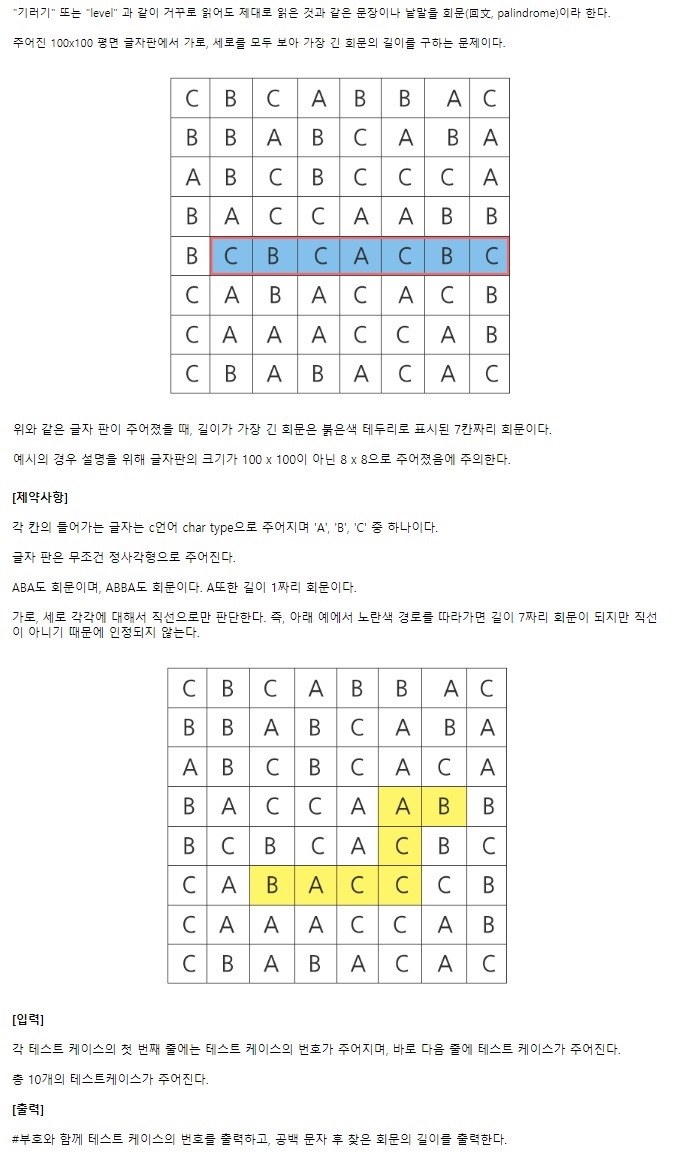 "기러기" 또는 "level" 과 같이 거꾸로 읽어도 제대로 읽은 것과 같은 문장이나 낱말을 회문(回文, palindrome)이라 한다.
주어진 100x100 평면 글자판에서 가로, 세로를 모두 보아 가장 긴 회문의 길이를 구하는 문제이다.
C B C A B B A C
B B A B C A B A
A B C B C C C A
B A C C A A B B
B C B C A C B C
C A B A C A C B
C A A A C C A B
C B A B A C A C
위와 같은 글자 판이 주어졌을 때, 길이가 가장 긴 회문은 붉은색 테두리로 표시된 7칸짜리 회문이다.
예시의 경우 설명을 위해 글자판의 크기가 100 x 100이 아닌 8 x 8으로 주어졌음에 주의한다.
[제약사항]
각 칸의 들어가는 글자는 c언어 char type으로 주어지며 'A', 'B', 'C' 중 하나이다.
글자 판은 무조건 정사각형으로 주어진다.
ABA도 회문이며, ABBA도 회문이다. A또한 길이 1짜리 회문이다.
가로, 세로 각각에 대해서 직선으로만 판단한다. 즉, 아래 예에서 노란색 경로를 따라가면 길이 7짜리 회문이 되지만 직선
이 아니기 때문에 인정되지 않는다.
C B C A B B A C
B B A B C A B A
A B C B C A C A
B A C C A A B B
B C B C A C B C
C A B A C C C B
C A A A C C A B
C B A B A C A C
[입력]
각 테스트 케이스의 첫 번째 줄에는 테스트 케이스의 번호가 주어지며, 바로 다음 줄에 테스트 케이스가 주어진다.
총 10개의 테스트케이스가 주어진다.
[출력]
#부호와 함께 테스트 케이스의 번호를 출력하고, 공백 문자 후 찾은 회문의 길이를 출력한다.